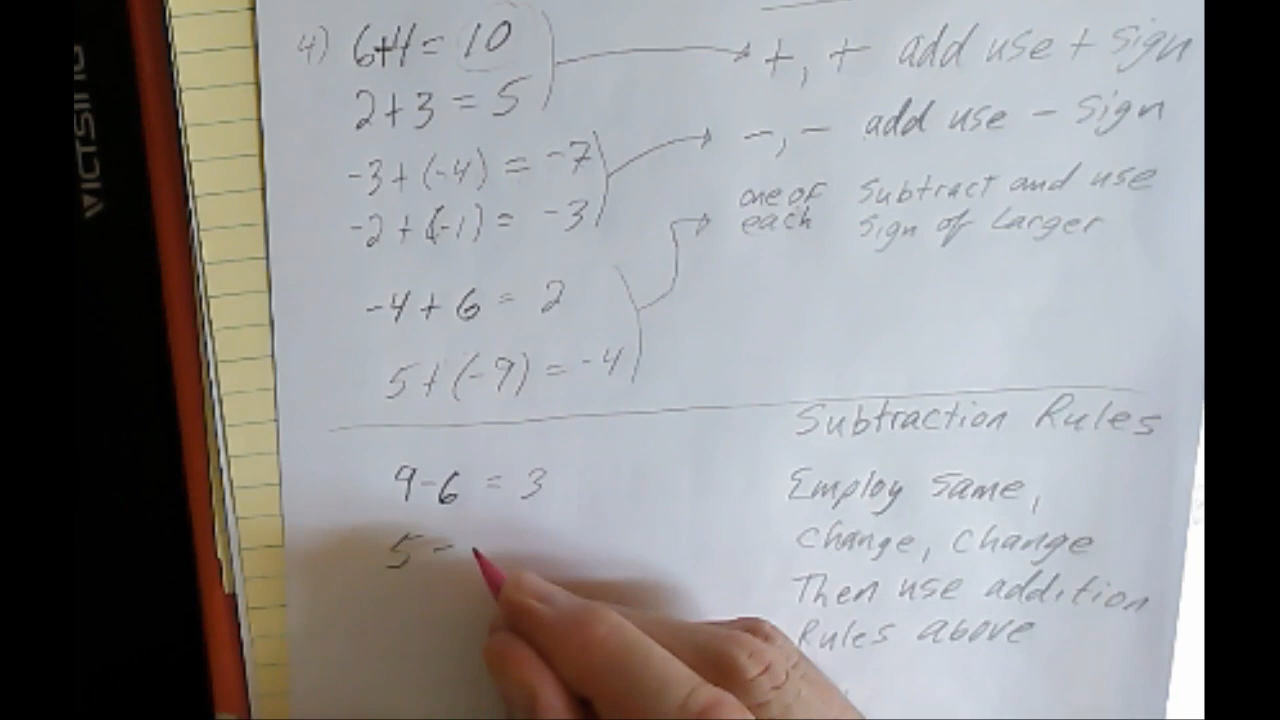 VICTSING
4) 6+4 = 10
2+3 = 5
-3+(-4) = -7
-2+(-1) = -3
-4+6 = 2
5+(-9) = -4
+, + add use + sign
-, - add use - sign
one of each subtract and use
sign of Larger
Subtraction Rules
9-6 = 3
5-
Employ same,
change, change
Then use addition
Rules above